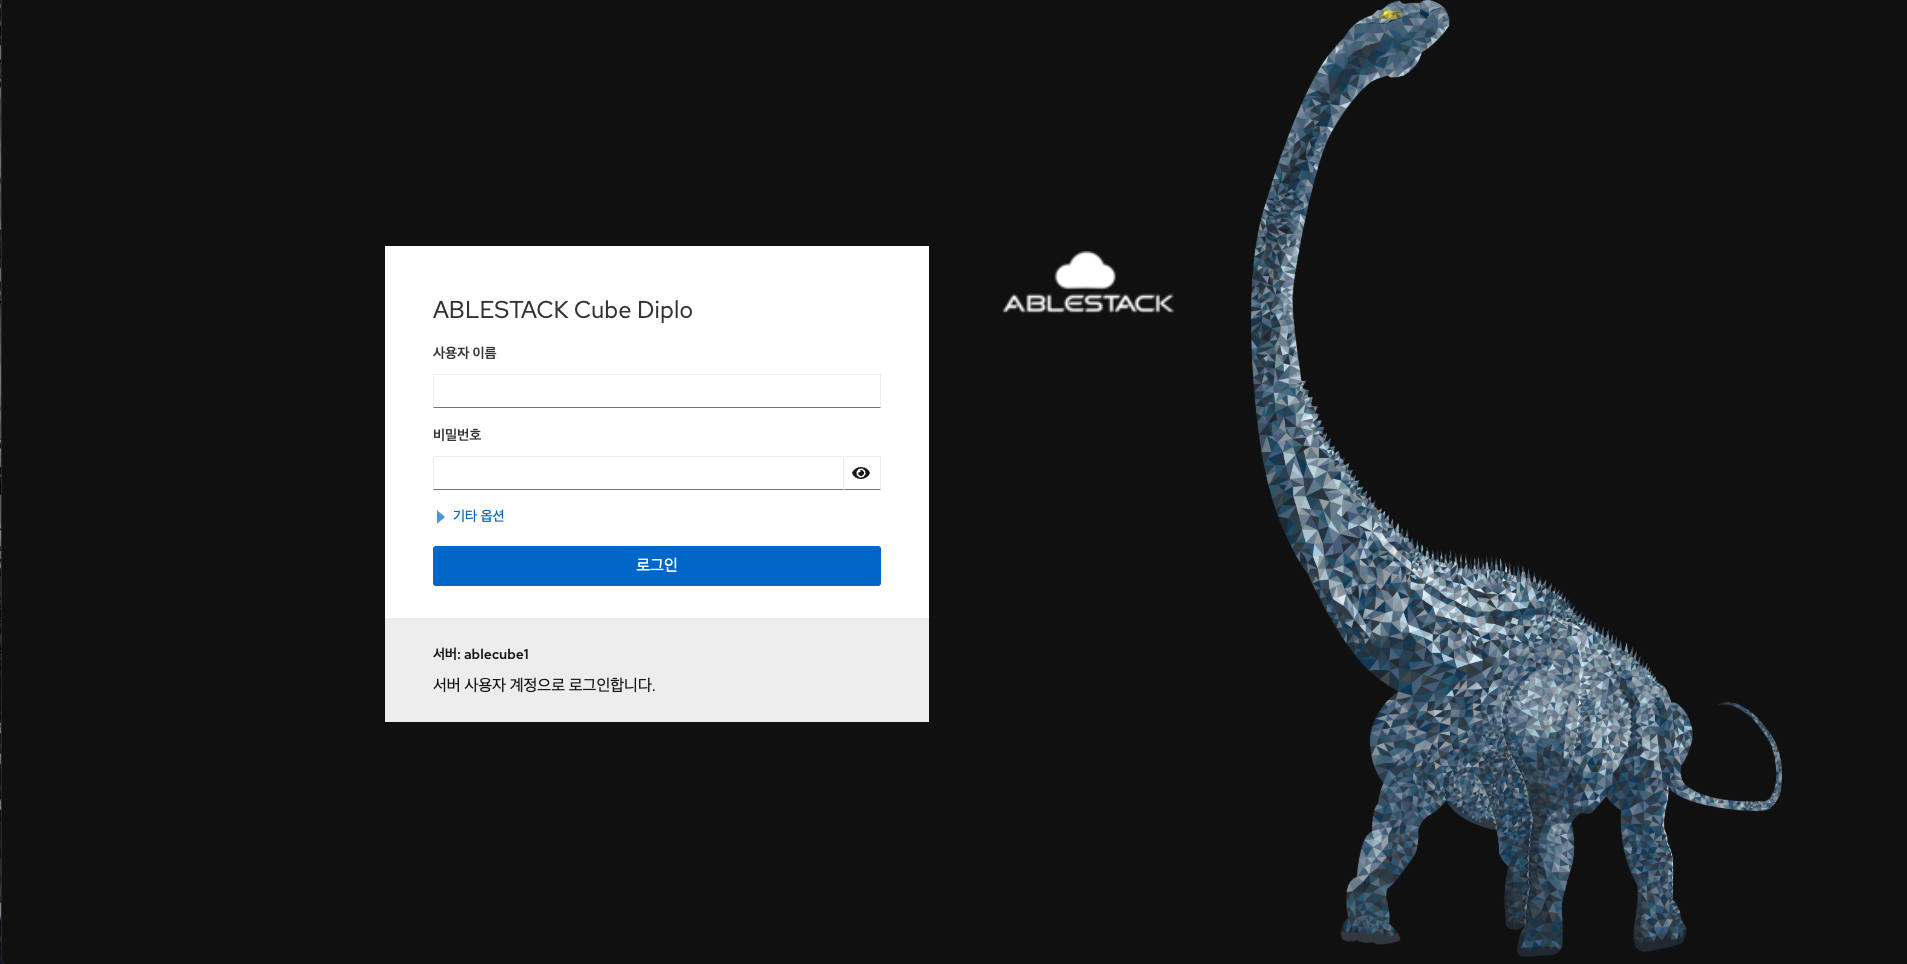 ABLESTACK Cube Diplo
사용자 이름
비밀번호
기타 옵션
로그인
서버: ablecube1
서버 사용자 계정으로 로그인합니다.
ABLESTACK